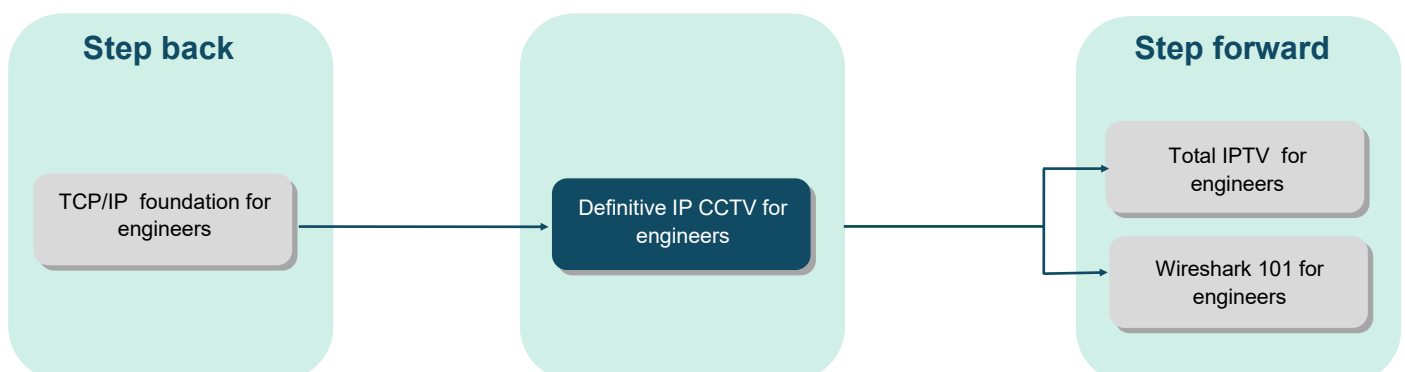 Step back
TCP/IP foundation for
engineers
Definitive IP CCTV for
engineers
Step forward
Total IPTV for
engineers
Wireshark 101 for
engineers